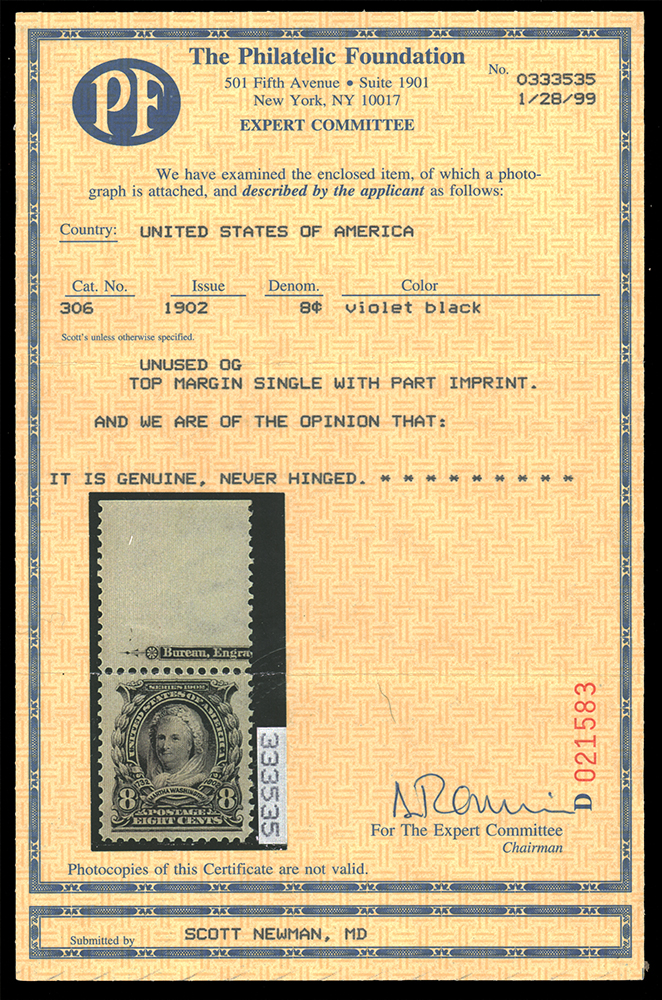 PF
The Philatelic Foundation
501 Fifth Avenue • Suite 1901
New York, NY 10017
EXPERT COMMITTEE
No. 0333535
1/28/99
We have examined the enclosed item, of which a photo-
graph is attached, and described by the applicant as follows:
Country: UNITED STATES OF AMERICA
Cat. No. Issue Denom. Color
306 1902 8¢ violet black
Scott's unless otherwise specified.
UNUSED OG
TOP MARGIN SINGLE WITH PART IMPRINT.
AND WE ARE OF THE OPINION THAT:
IT IS GENUINE, NEVER HINGED. * * * * * * * * *
Bureau, Engra
SERIES 1902
UNITED STATES OF AMERICA
MARTHA WASHINGTON
8 8
POSTAGE
EIGHT CENTS
333535
D 021583
For The Expert Committee
Chairman
Photocopies of this Certificate are not valid.
Submitted by SCOTT NEWMAN, MD